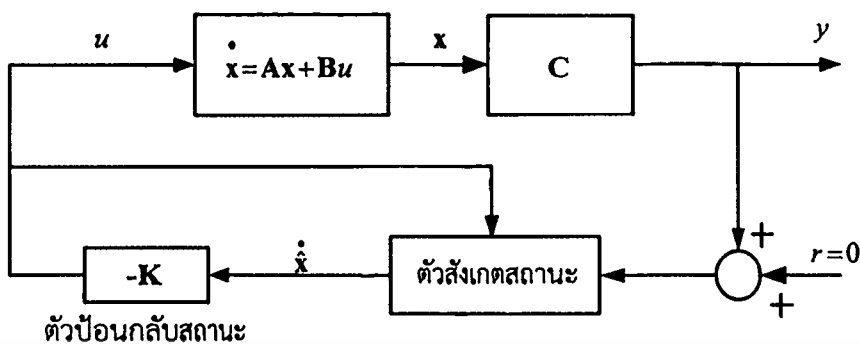 u
ẋ=Ax+Bu
x
C
y
-K
x̂̇
ตัวสังเกตสถานะ
+
r=0
+
ตัวป้อนกลับสถานะ